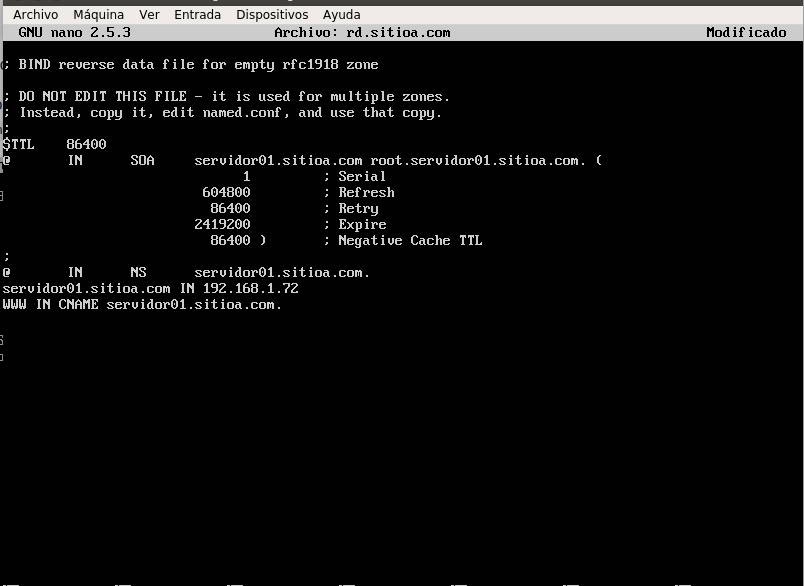 Archivo Máquina Ver Entrada Dispositivos Ayuda
GNU nano 2.5.3 Archivo: rd.sitioa.com Modificado
; BIND reverse data file for empty rfc1918 zone
;
; DO NOT EDIT THIS FILE - it is used for multiple zones.
; Instead, copy it, edit named.conf, and use that copy.
;
$TTL 86400
@ IN SOA servidor01.sitioa.com root.servidor01.sitioa.com. (
1 ; Serial
604800 ; Refresh
86400 ; Retry
2419200 ; Expire
86400 ) ; Negative Cache TTL
;
@ IN NS servidor01.sitioa.com.
servidor01.sitioa.com IN 192.168.1.72
WWW IN CNAME servidor01.sitioa.com.